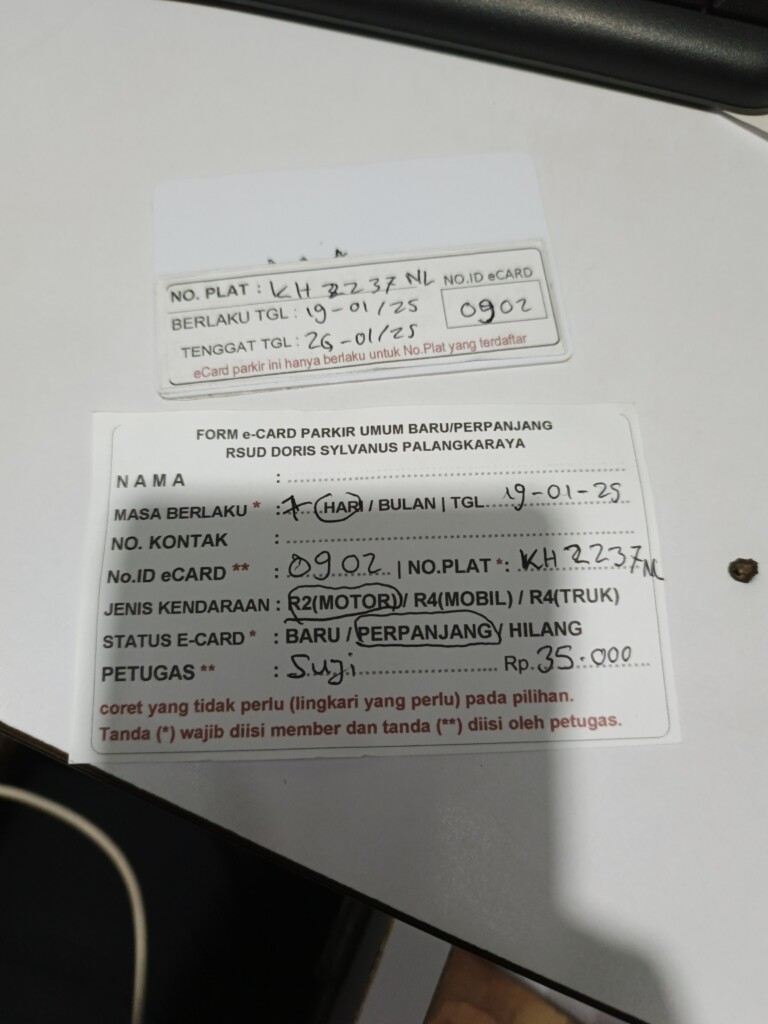 NO. PLAT : KH 2237 NL
NO.ID eCARD
BERLAKU TGL : 19-01/25
0902
TENGGAT TGL : 26-01/25
eCard parkir ini hanya berlaku untuk No.Plat yang terdaftar
FORM e-CARD PARKIR UMUM BARU/PERPANJANG
RSUD DORIS SYLVANUS PALANGKARAYA
NAMA :
MASA BERLAKU * : 7 HARI / BULAN | TGL. 19-01-25
NO. KONTAK :
No.ID eCARD ** : 0902 | NO.PLAT *: KH 2237 NL
JENIS KENDARAAN : R2(MOTOR)/ R4(MOBIL) / R4(TRUK)
STATUS E-CARD * : BARU / PERPANJANG/ HILANG
PETUGAS ** : Suji Rp. 35.000
coret yang tidak perlu (lingkari yang perlu) pada pilihan.
Tanda (*) wajib diisi member dan tanda (**) diisi oleh petugas.